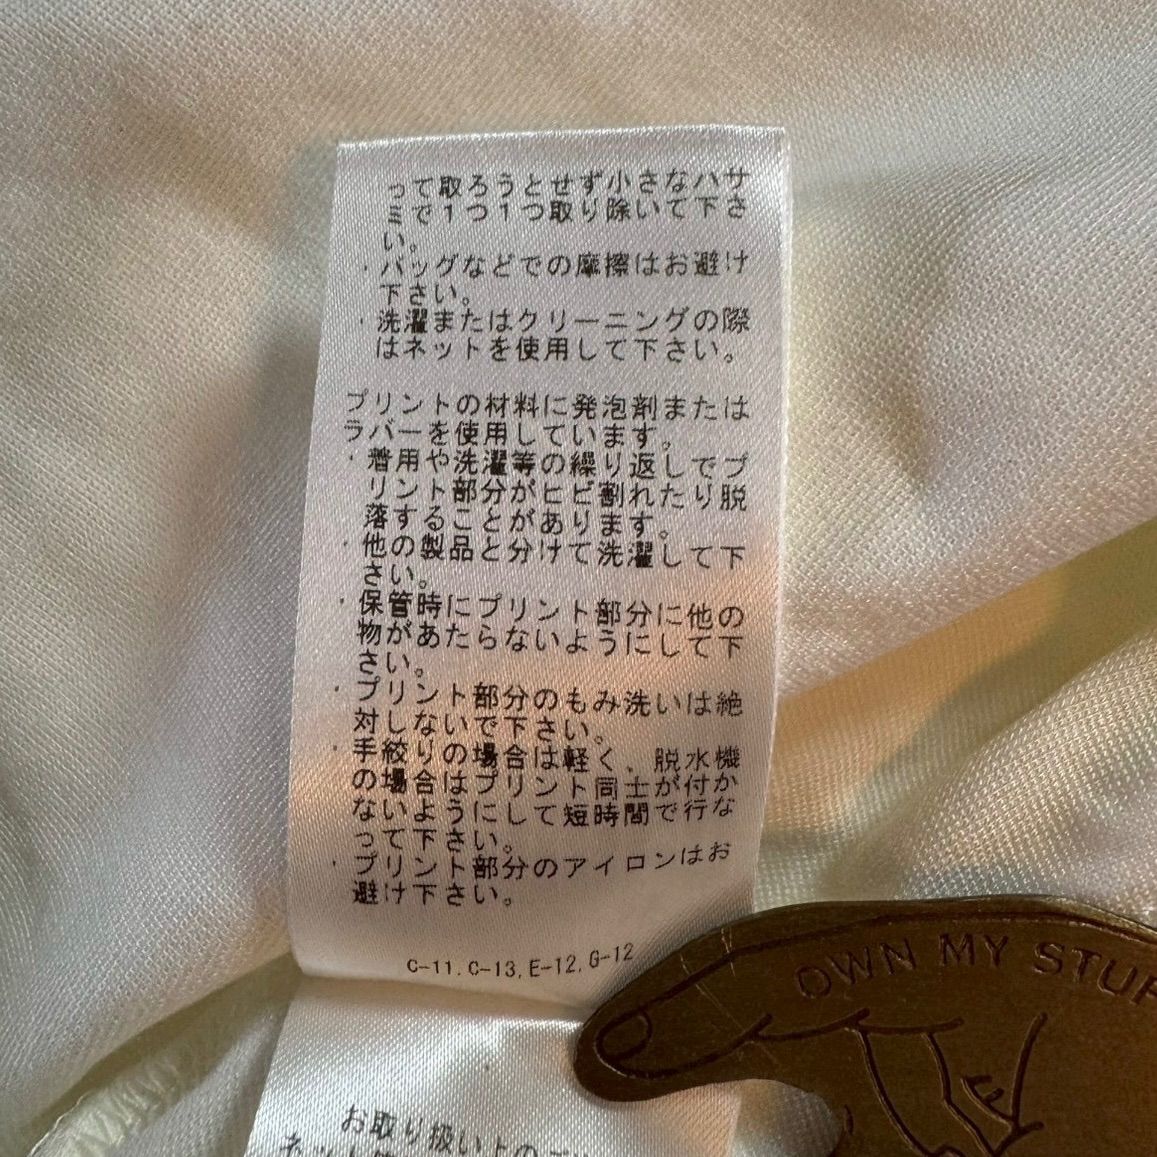 って取ろうとせず小さなハサ
ミで1つ1つ取り除いて下さ
い。
・バッグなどでの摩擦はお避け
下さい。
・洗濯またはクリーニングの際
はネットを使用して下さい。
プリントの材料に発泡剤または
ラバーを使用しています。
・着用や洗濯等の繰り返しでプ
リント部分がヒビ割れたり脱
落することがあります。
・他の製品と分けて洗濯して下
さい。
・保管時にプリント部分に他の
物があたらないようにして下
さい。
・プリント部分のもみ洗いは絶
対しないで下さい。
・手絞りの場合は軽く、脱水機
の場合はプリント同士が付か
ないようにして短時間で行な
って下さい。
・プリント部分のアイロンはお
避け下さい。
C-11,C-13,E-12,G-12
OWN MY
お取り扱い上の
ネット